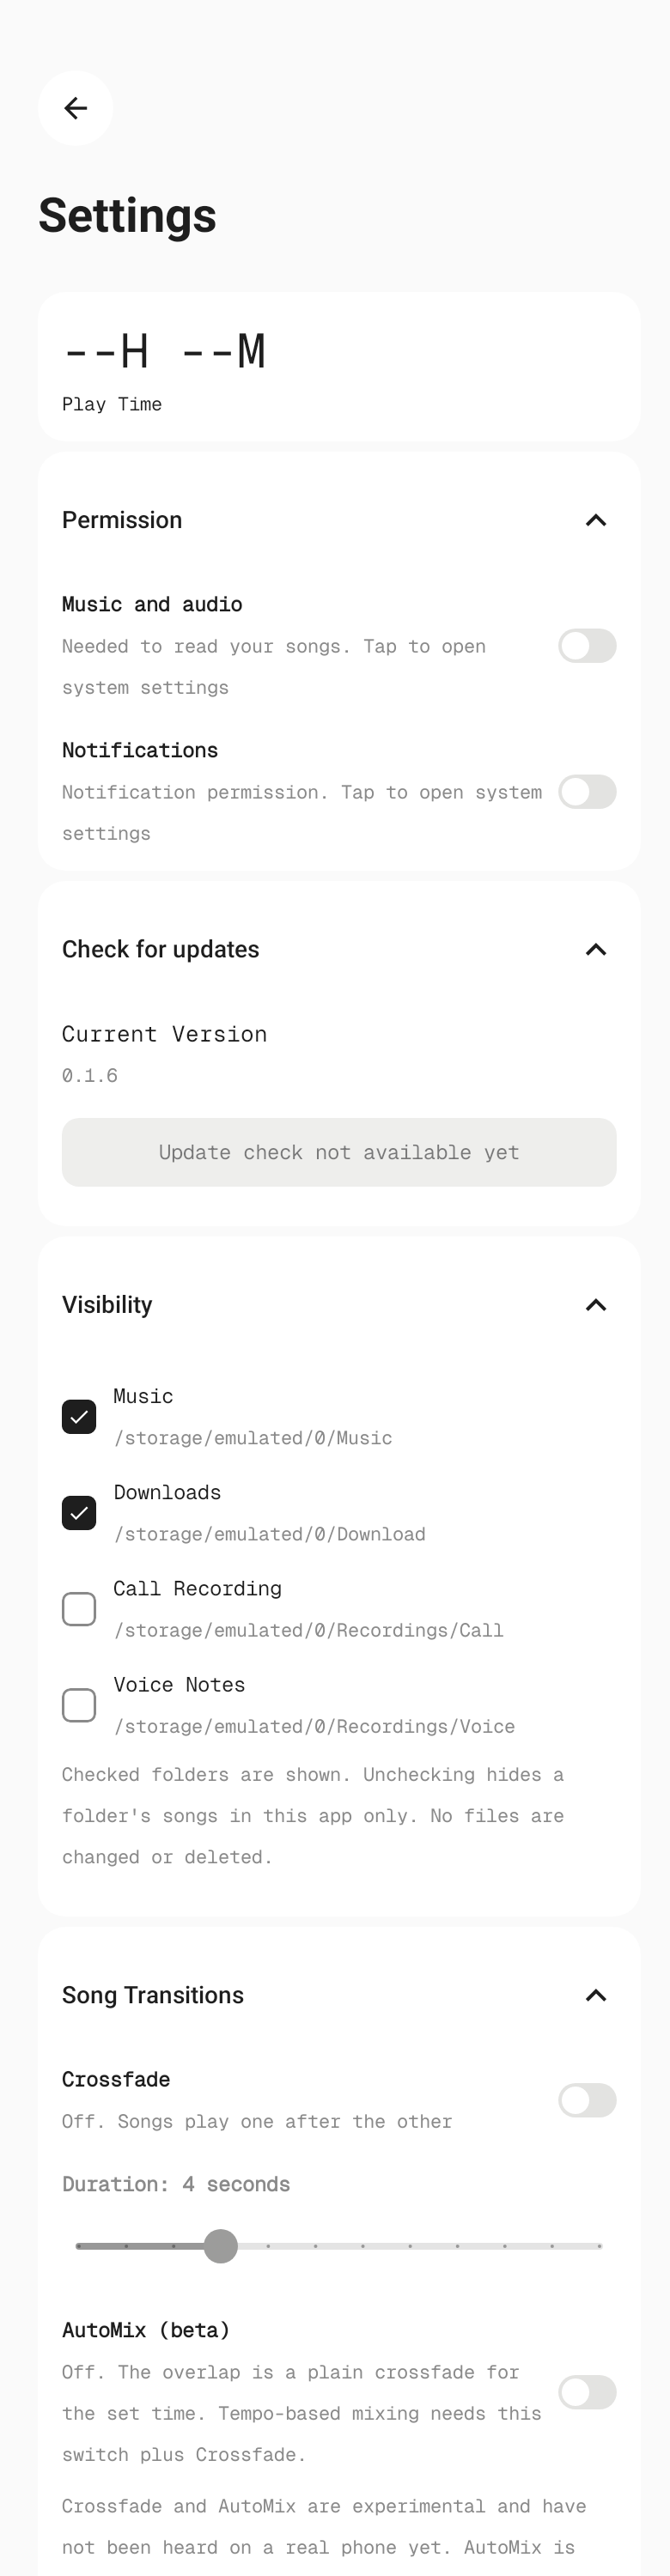 Settings
--H --M
Play Time
Permission
Music and audio
Needed to read your songs. Tap to open
system settings
Notifications
Notification permission. Tap to open system
settings
Check for updates
Current Version
0.1.6
Update check not available yet
Visibility
Music
/storage/emulated/0/Music
Downloads
/storage/emulated/0/Download
Call Recording
/storage/emulated/0/Recordings/Call
Voice Notes
/storage/emulated/0/Recordings/Voice
Checked folders are shown. Unchecking hides a
folder's songs in this app only. No files are
changed or deleted.
Song Transitions
Crossfade
Off. Songs play one after the other
Duration: 4 seconds
AutoMix (beta)
Off. The overlap is a plain crossfade for
the set time. Tempo-based mixing needs this
switch plus Crossfade.
Crossfade and AutoMix are experimental and have
not been heard on a real phone yet. AutoMix is